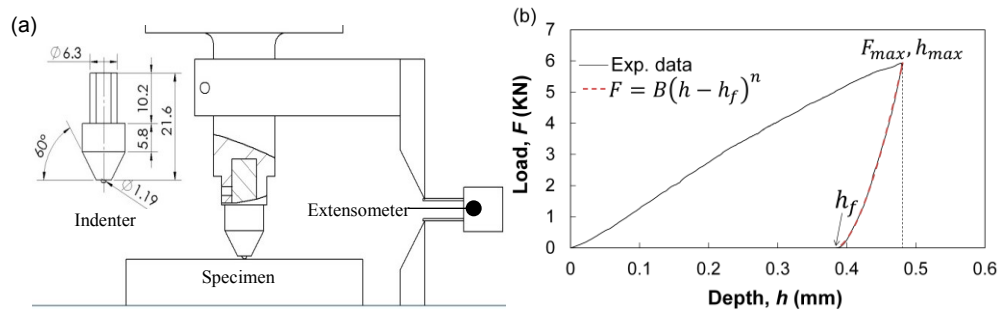 (a)
Ø6.3
10.2
21.6
5.8
60°
Ø1.19
Indenter
Extensometer
Specimen
(b)
Load, F (KN)
7
6
5
4
3
2
1
0
Exp. data
F = B(h − h_f)^n
F_max, h_max
h_f
0 0.1 0.2 0.3 0.4 0.5 0.6
Depth, h (mm)